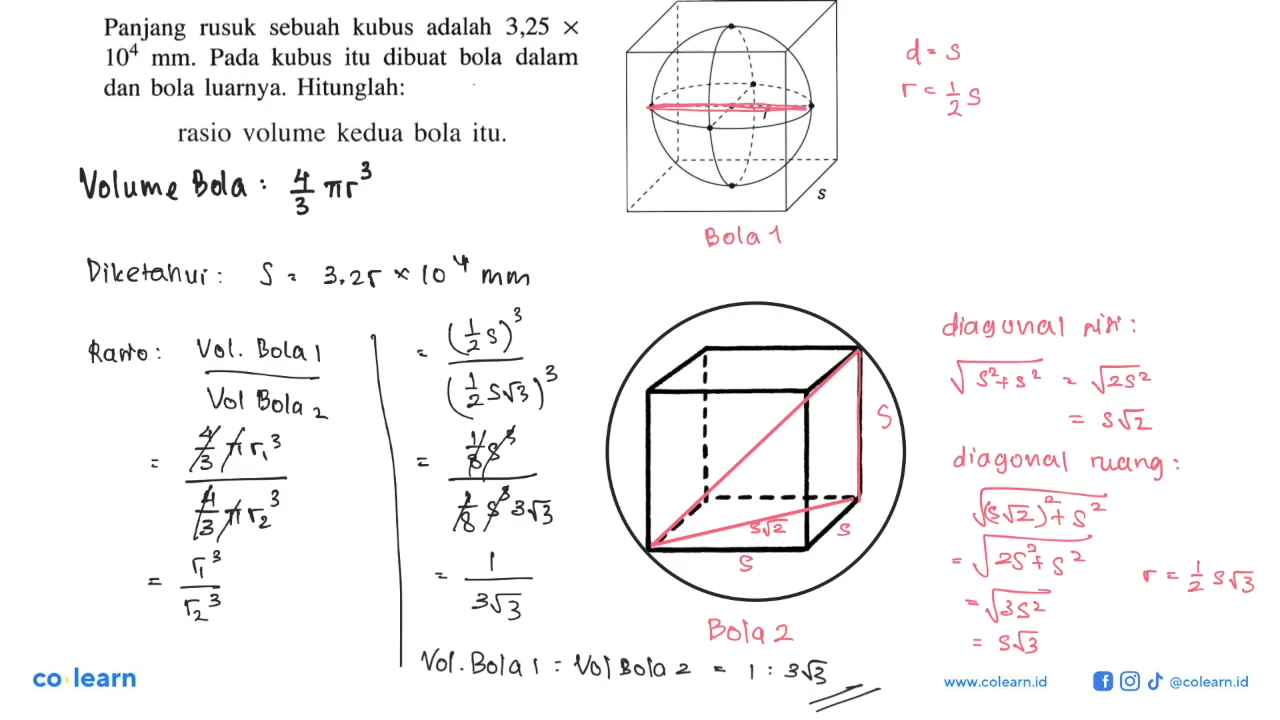 Panjang rusuk sebuah kubus adalah 3,25 ×
10⁴ mm. Pada kubus itu dibuat bola dalam
dan bola luarnya. Hitunglah:
rasio volume kedua bola itu.
Volume Bola : 4/3 πr³
Diketahui : S = 3.25 × 10⁴ mm
Rasio : Vol. Bola 1 / Vol Bola 2
= 4/3 π r₁³ / 4/3 π r₂³
= r₁³ / r₂³
= (1/2 S)³ / (1/2 S√3)³
= 1/8 S³ / 1/8 S³ 3√3
= 1 / 3√3
Vol. Bola 1 : Vol Bola 2 = 1 : 3√3
r
s
Bola 1
d = S
r = 1/2 S
S
S√2
S
S
Bola 2
diagonal sisi :
√S²+S² = √2S²
= S√2
diagonal ruang :
√(S√2)²+S²
= √2S²+S²
= √3S²
= S√3
r = 1/2 S√3
co learn
www.colearn.id
@colearn.id